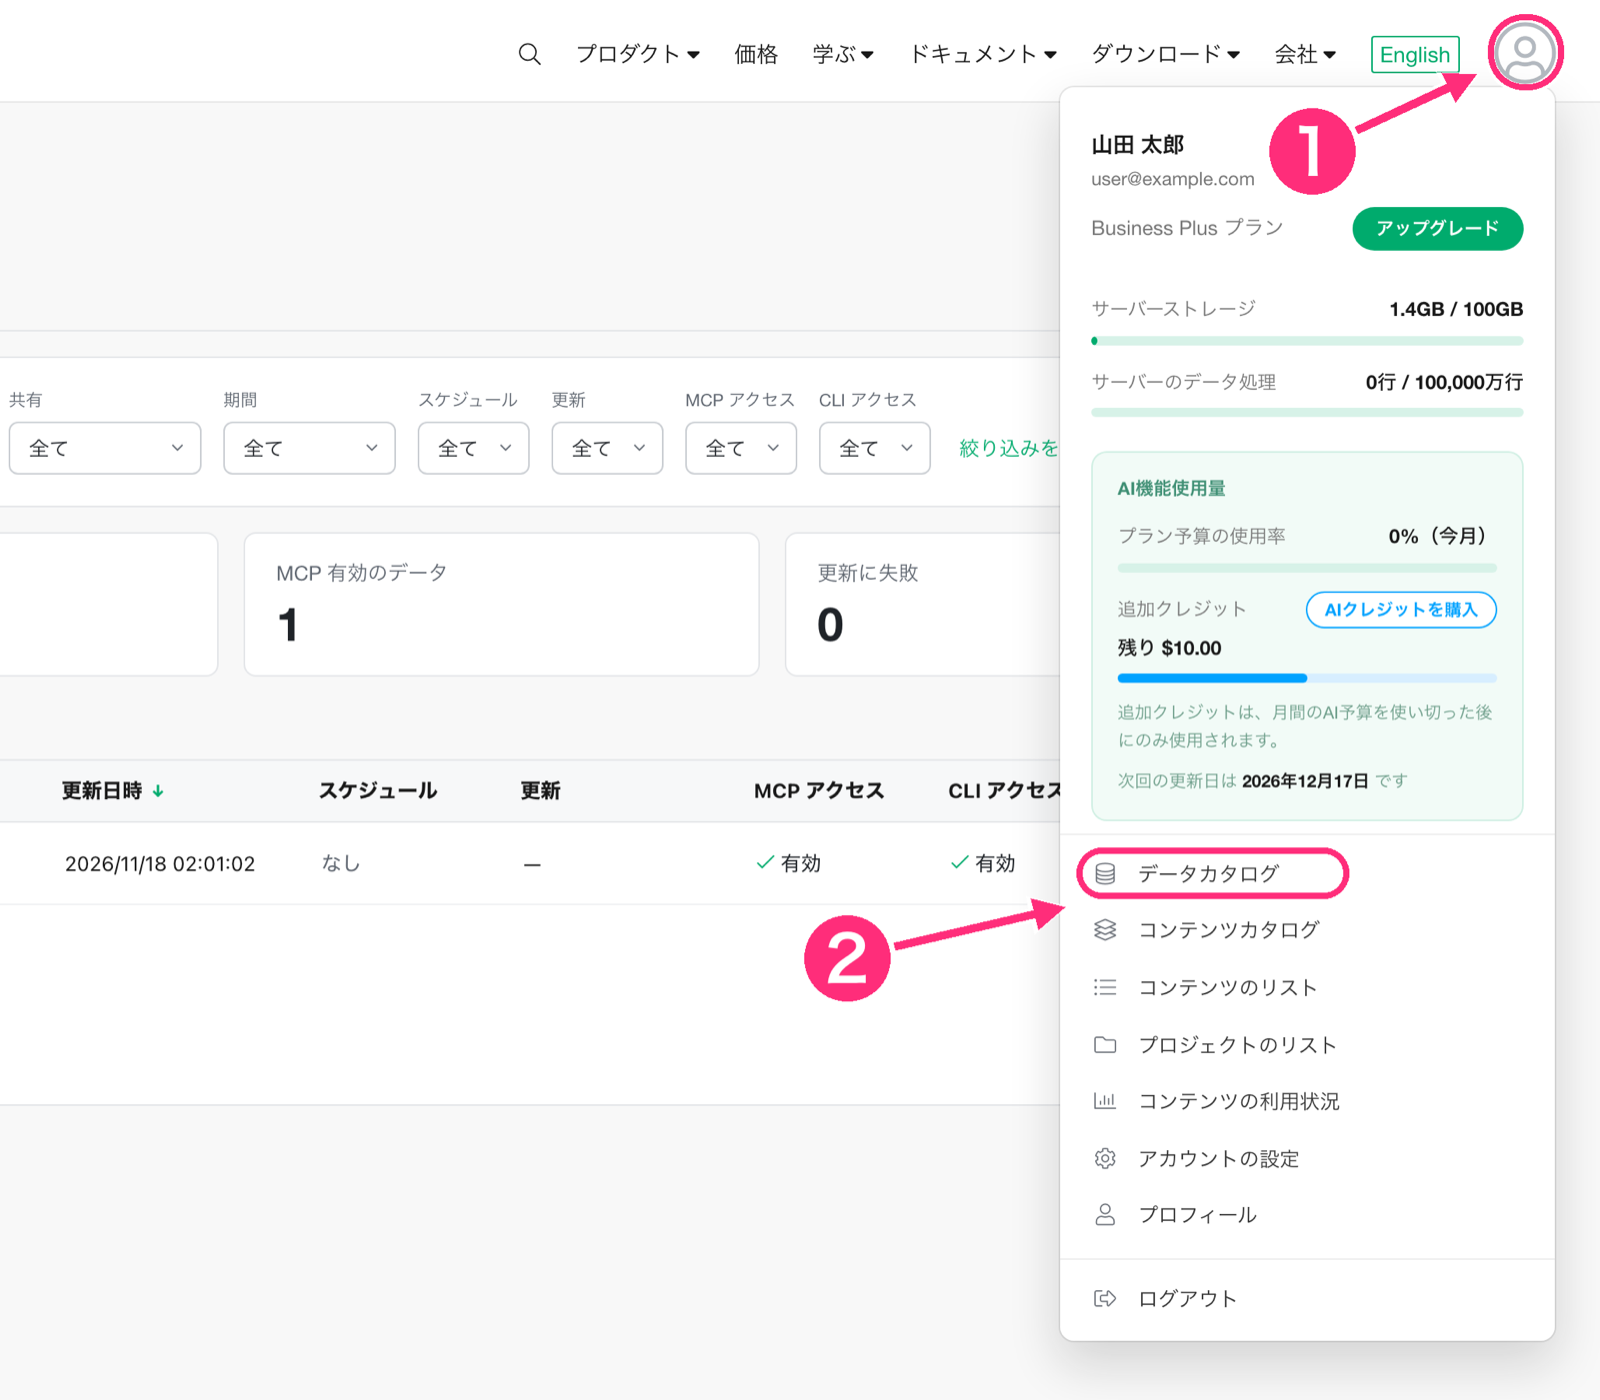 プロダクト 価格 学ぶ ドキュメント ダウンロード 会社 English
1
山田 太郎
user@example.com
Business Plus プラン アップグレード
サーバーストレージ 1.4GB / 100GB
サーバーのデータ処理 0行 / 100,000万行
共有 期間 スケジュール 更新 MCP アクセス CLI アクセス
全て 全て 全て 全て 全て 全て 絞り込みを
AI機能使用量
プラン予算の使用率 0%（今月）
追加クレジット AIクレジットを購入
残り $10.00
追加クレジットは、月間のAI予算を使い切った後
にのみ使用されます。
次回の更新日は 2026年12月17日 です
MCP 有効のデータ 更新に失敗
1 0
更新日時 スケジュール 更新 MCP アクセス CLI アクセス
2026/11/18 02:01:02 なし — 有効 有効
2
データカタログ
コンテンツカタログ
コンテンツのリスト
プロジェクトのリスト
コンテンツの利用状況
アカウントの設定
プロフィール
ログアウト